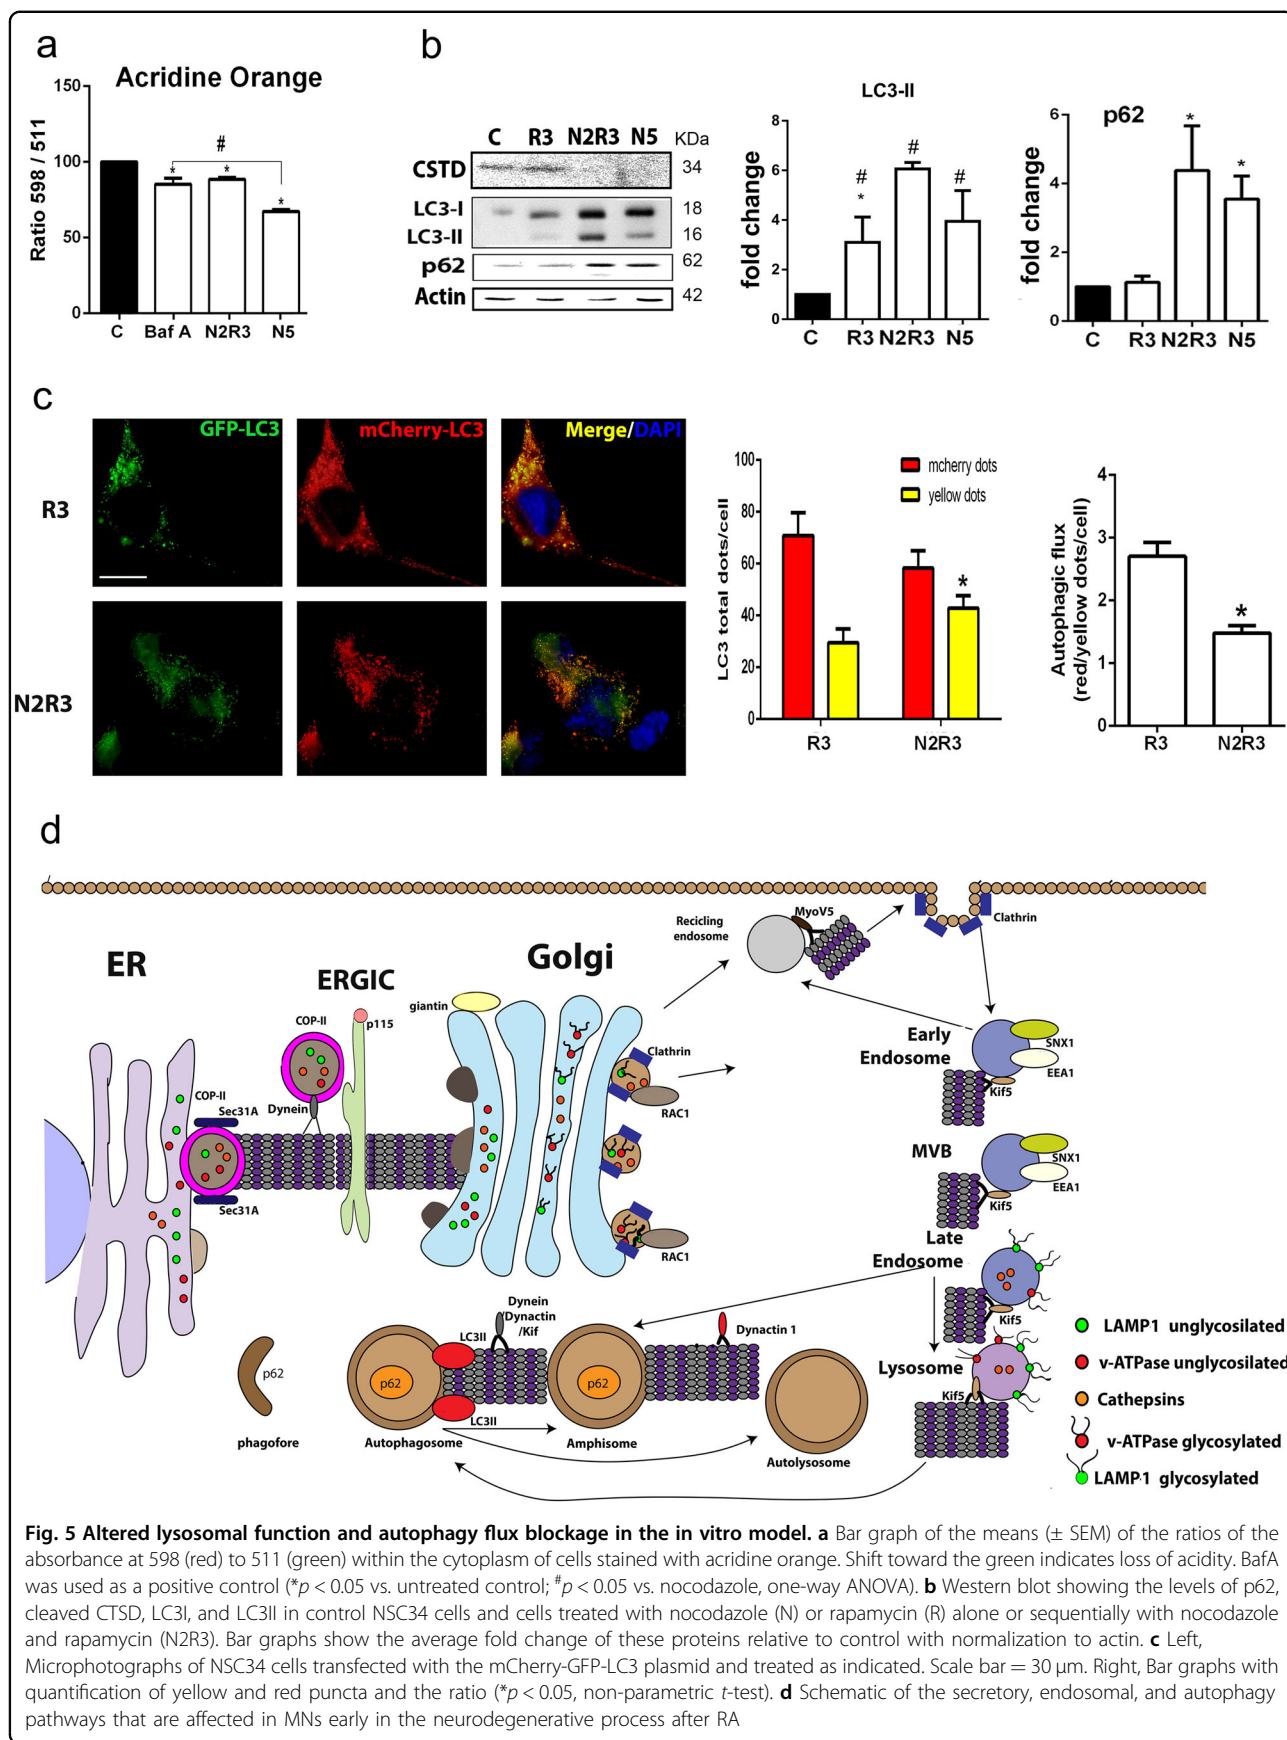 a
Acridine Orange
Ratio 598 / 511
150
100
50
0
#
*
*
*
C
Baf A
N2R3
N5
b
C R3 N2R3 N5 KDa
CSTD 34
LC3-I 18
LC3-II 16
p62 62
Actin 42
LC3-II
fold change
8
6
4
2
0
#
*
#
#
C R3 N2R3 N5
p62
fold change
6
4
2
0
*
*
C R3 N2R3 N5
c
GFP-LC3
mCherry-LC3
Merge/DAPI
R3
N2R3
LC3 total dots/cell
100
80
60
40
20
0
mcherry dots
yellow dots
*
R3
N2R3
Autophagic flux
(red/yellow dots/cell)
4
3
2
1
0
*
R3
N2R3
d
ER
ERGIC
Golgi
COP-II
Sec31A
Sec31A
COP-II
Dynein
p115
giantin
Clathrin
RAC1
Clathrin
RAC1
Recicling
endosome
MyoV5
Clathrin
Early
Endosome
SNX1
EEA1
Kif5
MVB
SNX1
EEA1
Kif5
Late
Endosome
Kif5
Lysosome
Kif5
p62
phagofore
p62
Autophagosome
LC3II
LC3II
Dynein
/Dynactin
/Kif
p62
Amphisome
Dynactin 1
Autolysosome
LAMP1 unglycosilated
v-ATPase unglycosilated
Cathepsins
v-ATPase glycosylated
LAMP1 glycosylated
Fig. 5 Altered lysosomal function and autophagy flux blockage in the in vitro model. a Bar graph of the means (± SEM) of the ratios of the
absorbance at 598 (red) to 511 (green) within the cytoplasm of cells stained with acridine orange. Shift toward the green indicates loss of acidity. BafA
was used as a positive control (*p < 0.05 vs. untreated control; #p < 0.05 vs. nocodazole, one-way ANOVA). b Western blot showing the levels of p62,
cleaved CTSD, LC3I, and LC3II in control NSC34 cells and cells treated with nocodazole (N) or rapamycin (R) alone or sequentially with nocodazole
and rapamycin (N2R3). Bar graphs show the average fold change of these proteins relative to control with normalization to actin. c Left,
Microphotographs of NSC34 cells transfected with the mCherry-GFP-LC3 plasmid and treated as indicated. Scale bar = 30 μm. Right, Bar graphs with
quantification of yellow and red puncta and the ratio (*p < 0.05, non-parametric t-test). d Schematic of the secretory, endosomal, and autophagy
pathways that are affected in MNs early in the neurodegenerative process after RA